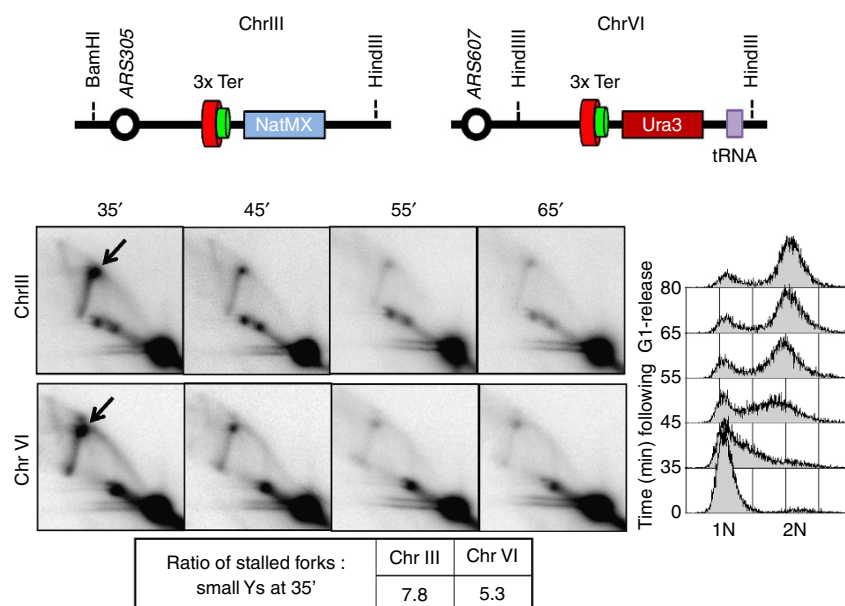 ChrIII
ChrVI
BamHI
ARS305
HindIII
ARS607
HindIIII
HindIII
3x Ter
3x Ter
NatMX
Ura3
tRNA
35′
45′
55′
65′
ChrIII
Chr VI
Time (min) following G1-release
80
65
55
45
35
0
1N
2N
Ratio of stalled forks :
small Ys at 35′
Chr III
Chr VI
7.8
5.3